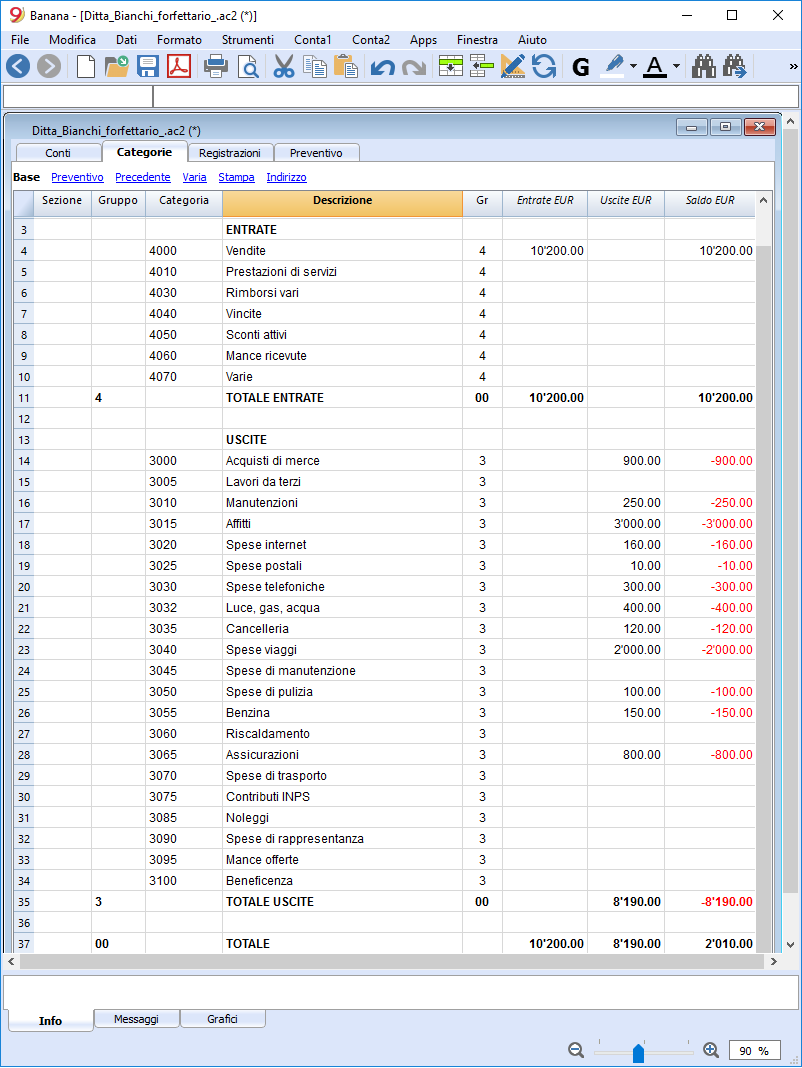 Banana - [Ditta_Bianchi_forfettario_.ac2 (*)]
File Modifica Dati Formato Strumenti Conta1 Conta2 Apps Finestra Aiuto
G A »
Ditta_Bianchi_forfettario_.ac2 (*)
Conti Categorie Registrazioni Preventivo
Base Preventivo Precedente Varia Stampa Indirizzo
Sezione Gruppo Categoria Descrizione Gr Entrate EUR Uscite EUR Saldo EUR
3 ENTRATE
4 4000 Vendite 4 10'200.00 10'200.00
5 4010 Prestazioni di servizi 4
6 4030 Rimborsi vari 4
7 4040 Vincite 4
8 4050 Sconti attivi 4
9 4060 Mance ricevute 4
10 4070 Varie 4
11 4 TOTALE ENTRATE 00 10'200.00 10'200.00
12
13 USCITE
14 3000 Acquisti di merce 3 900.00 -900.00
15 3005 Lavori da terzi 3
16 3010 Manutenzioni 3 250.00 -250.00
17 3015 Affitti 3 3'000.00 -3'000.00
18 3020 Spese internet 3 160.00 -160.00
19 3025 Spese postali 3 10.00 -10.00
20 3030 Spese telefoniche 3 300.00 -300.00
21 3032 Luce, gas, acqua 3 400.00 -400.00
22 3035 Cancelleria 3 120.00 -120.00
23 3040 Spese viaggi 3 2'000.00 -2'000.00
24 3045 Spese di manutenzione 3
25 3050 Spese di pulizia 3 100.00 -100.00
26 3055 Benzina 3 150.00 -150.00
27 3060 Riscaldamento 3
28 3065 Assicurazioni 3 800.00 -800.00
29 3070 Spese di trasporto 3
30 3075 Contributi INPS 3
31 3085 Noleggi 3
32 3090 Spese di rappresentanza 3
33 3095 Mance offerte 3
34 3100 Beneficenza 3
35 3 TOTALE USCITE 00 8'190.00 -8'190.00
36
37 00 TOTALE 10'200.00 8'190.00 2'010.00
Info Messaggi Grafici
90 %